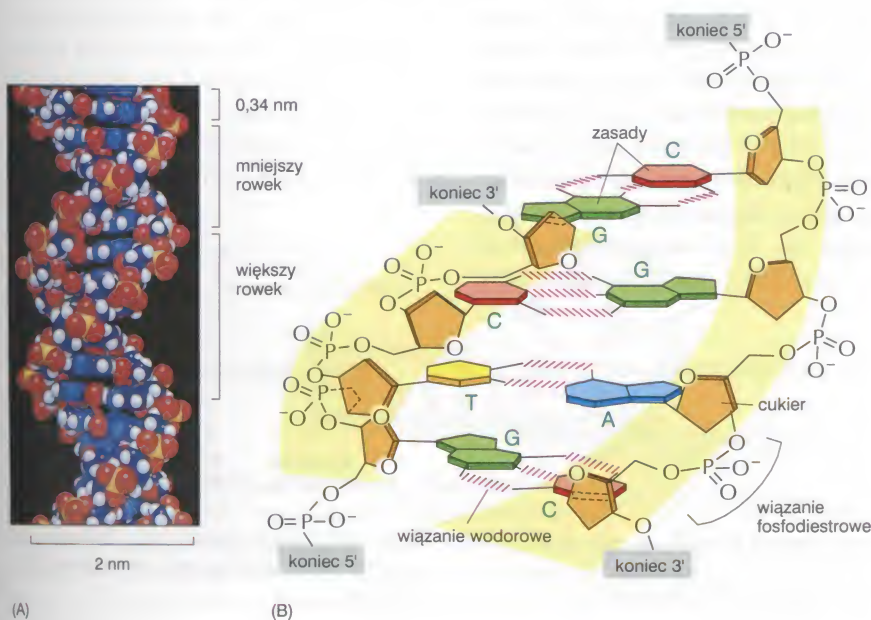 0,34 nm
mniejszy
rowek
większy
rowek
2 nm
(A)
koniec 5'
O⁻
O=P
O
zasady
C
O
koniec 3'
O
G
O
P=O
O⁻
O
O⁻
O=P
O
O
G
O
C
O
O⁻
O=P
O
O
O
P=O
O⁻
O
O⁻
O=P
O
T
A
O
cukier
O
O
G
O
C
O
O
P
O⁻
O
wiązanie
fosfodiestrowe
O
O=P
O⁻
wiązanie wodorowe
O
koniec 5'
koniec 3'
(B)